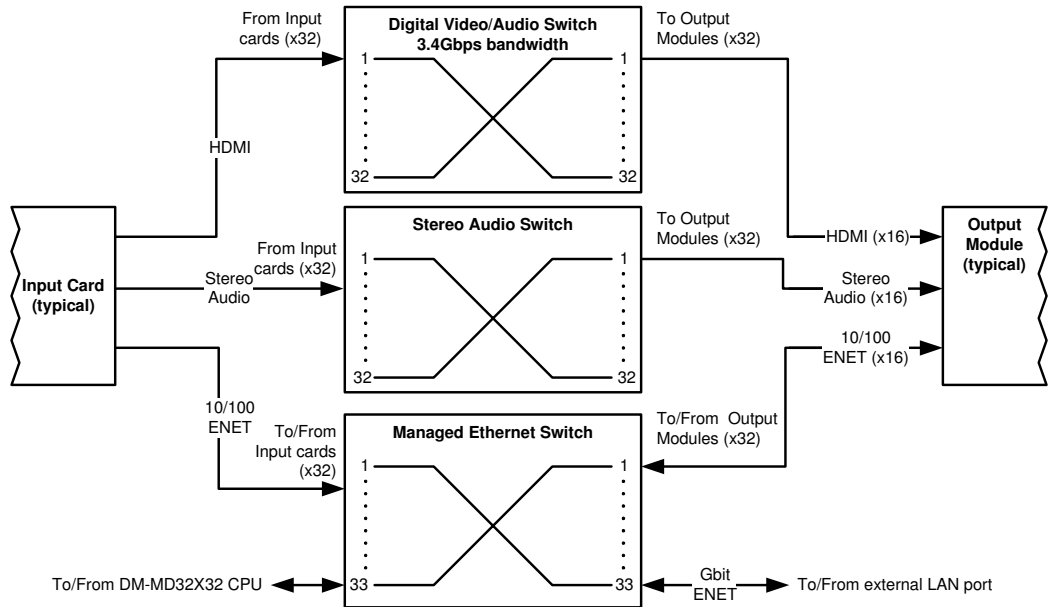 From Input
cards (x32)
Digital Video/Audio Switch
3.4Gbps bandwidth
To Output
Modules (x32)
1
1
HDMI
32
32
Input Card
(typical)
From Input
cards (x32)
Stereo
Audio
Stereo Audio Switch
To Output
Modules (x32)
1
1
32
32
HDMI (x16)
Stereo
Audio (x16)
10/100
ENET (x16)
Output
Module
(typical)
10/100
ENET
To/From
Input cards
(x32)
Managed Ethernet Switch
To/From Output
Modules (x32)
1
1
33
33
To/From DM-MD32X32 CPU
Gbit
ENET
To/From external LAN port